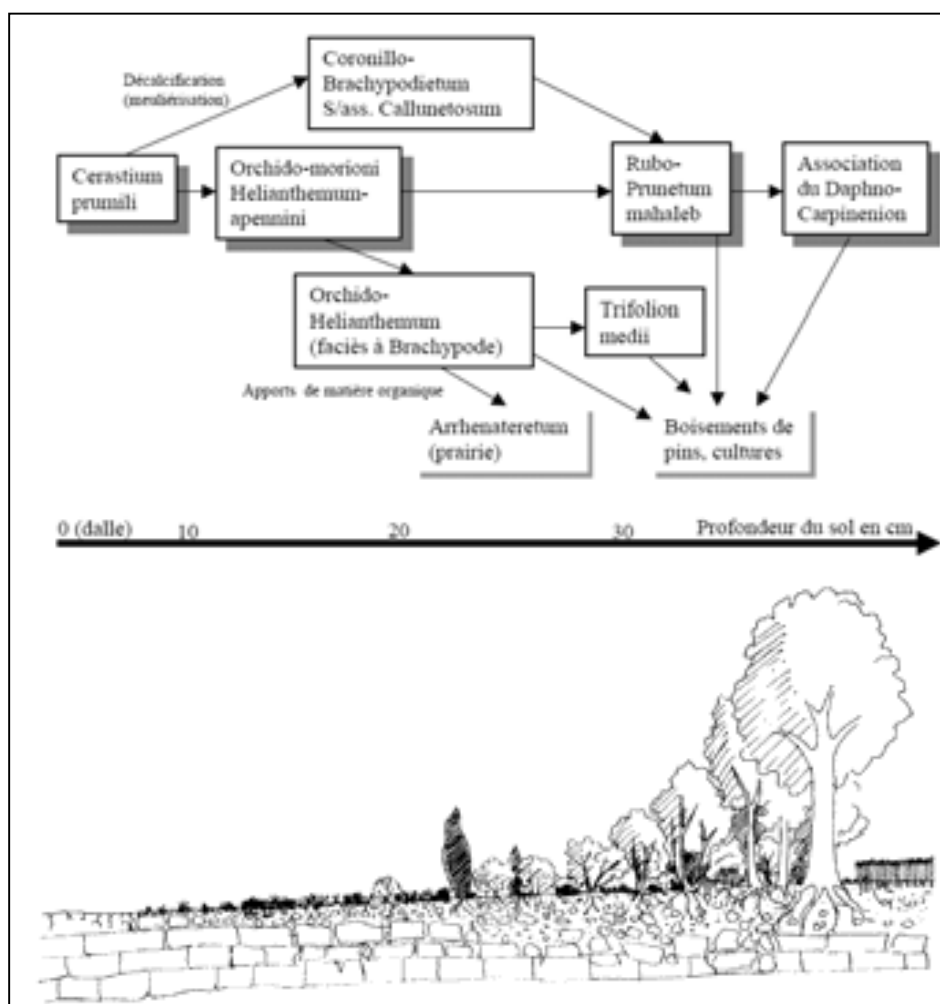 Coronillo-
Brachypodietum
S/ass. Callunetosum
Décalcification
(meuliérisation)
Cerastium
prumili
Orchido-morioni
Helianthemum-
apennini
Rubo-
Prunetum
mahaleb
Association
du Daphno-
Carpinenion
Orchido-
Helianthemum
(faciès à Brachypode)
Trifolion
medii
Apports de matière organique
Arrhenateretum
(prairie)
Boisements de
pins, cultures
0 (dalle) 10 20 30 Profondeur du sol en cm